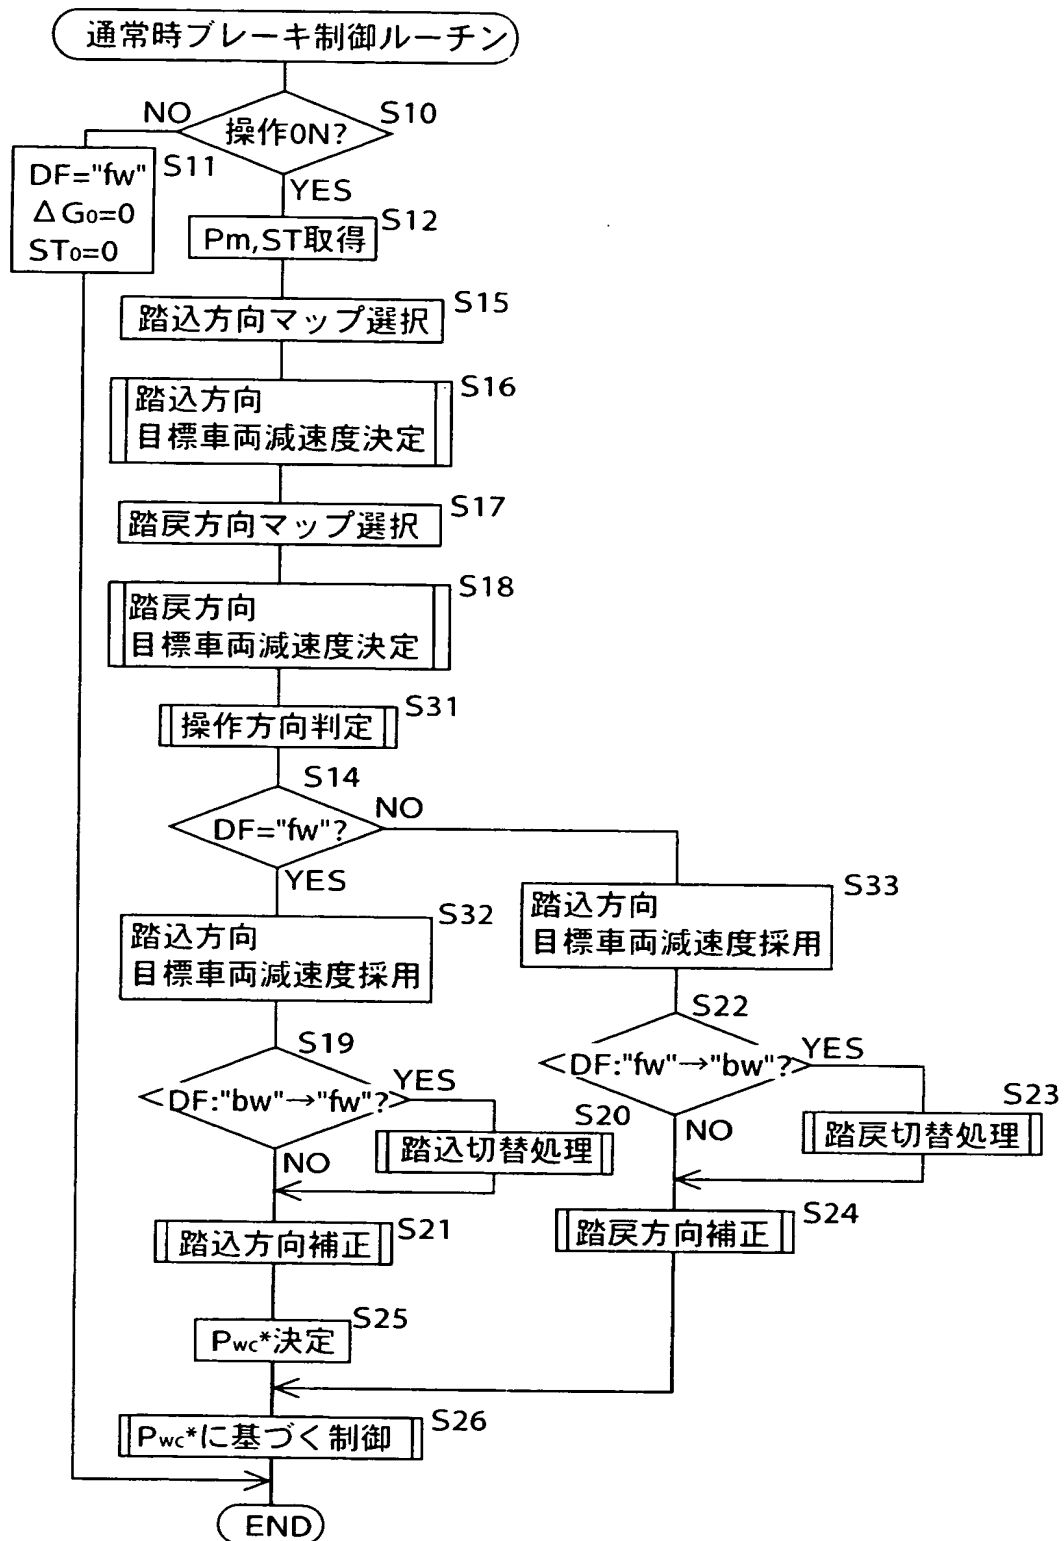 通常時ブレーキ制御ルーチン
NO
S10
操作ON?
S11
DF="fw"
ΔG0=0
ST0=0
YES
S12
Pm,ST取得
S15
踏込方向マップ選択
S16
踏込方向
目標車両減速度決定
S17
踏戻方向マップ選択
S18
踏戻方向
目標車両減速度決定
S31
操作方向判定
S14
NO
DF="fw"?
YES
S32
踏込方向
目標車両減速度採用
S33
踏込方向
目標車両減速度採用
S19
DF:"bw"→"fw"?
YES
S20
踏込切替処理
NO
S22
DF:"fw"→"bw"?
YES
S23
踏戻切替処理
NO
S21
踏込方向補正
S24
踏戻方向補正
S25
Pwc*決定
S26
Pwc*に基づく制御
END